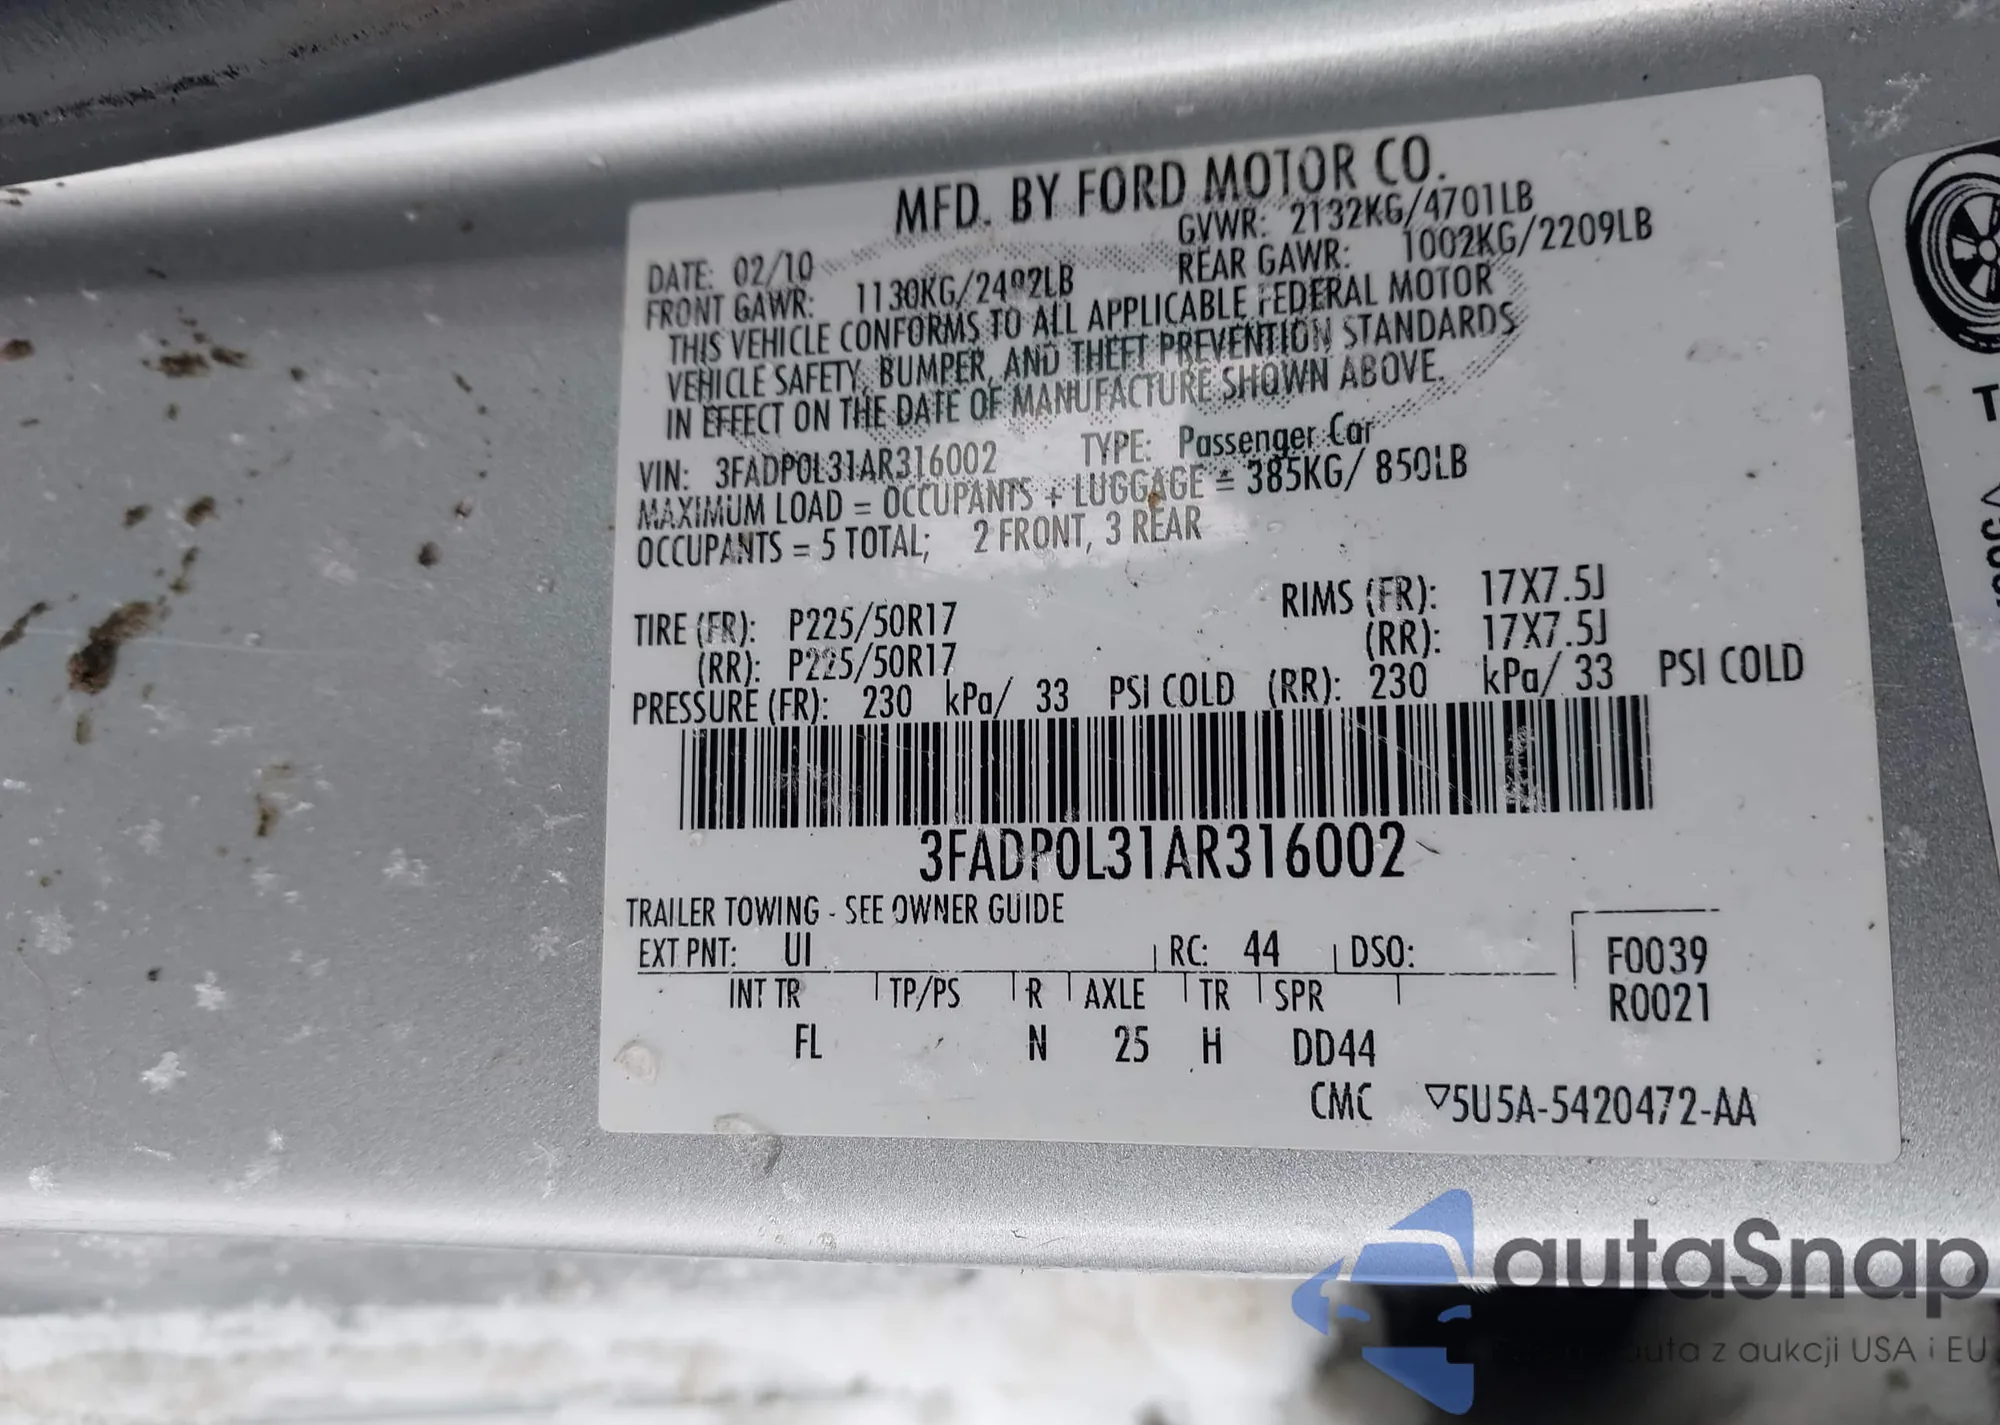 MFD. BY FORD MOTOR CO.
DATE: 02/10 GVWR: 2132KG/4701LB
FRONT GAWR: 1130KG/2492LB REAR GAWR: 1002KG/2209LB
THIS VEHICLE CONFORMS TO ALL APPLICABLE FEDERAL MOTOR
VEHICLE SAFETY, BUMPER, AND THEFT PREVENTION STANDARDS
IN EFFECT ON THE DATE OF MANUFACTURE SHOWN ABOVE.
VIN: 3FADP0L31AR316002 TYPE: Passenger Car
MAXIMUM LOAD = OCCUPANTS + LUGGAGE = 385KG/ 850LB
OCCUPANTS = 5 TOTAL; 2 FRONT, 3 REAR
TIRE (FR): P225/50R17 RIMS (FR): 17X7.5J
(RR): P225/50R17 (RR): 17X7.5J
PRESSURE (FR): 230 kPa/ 33 PSI COLD (RR): 230 kPa/ 33 PSI COLD
3FADP0L31AR316002
TRAILER TOWING - SEE OWNER GUIDE
EXT PNT: UI RC: 44 DSO: F0039
INT TR TP/PS R AXLE TR SPR R0021
FL N 25 H DD44
CMC ▽5U5A-5420472-AA
autaSnap
auta z aukcji USA i EU